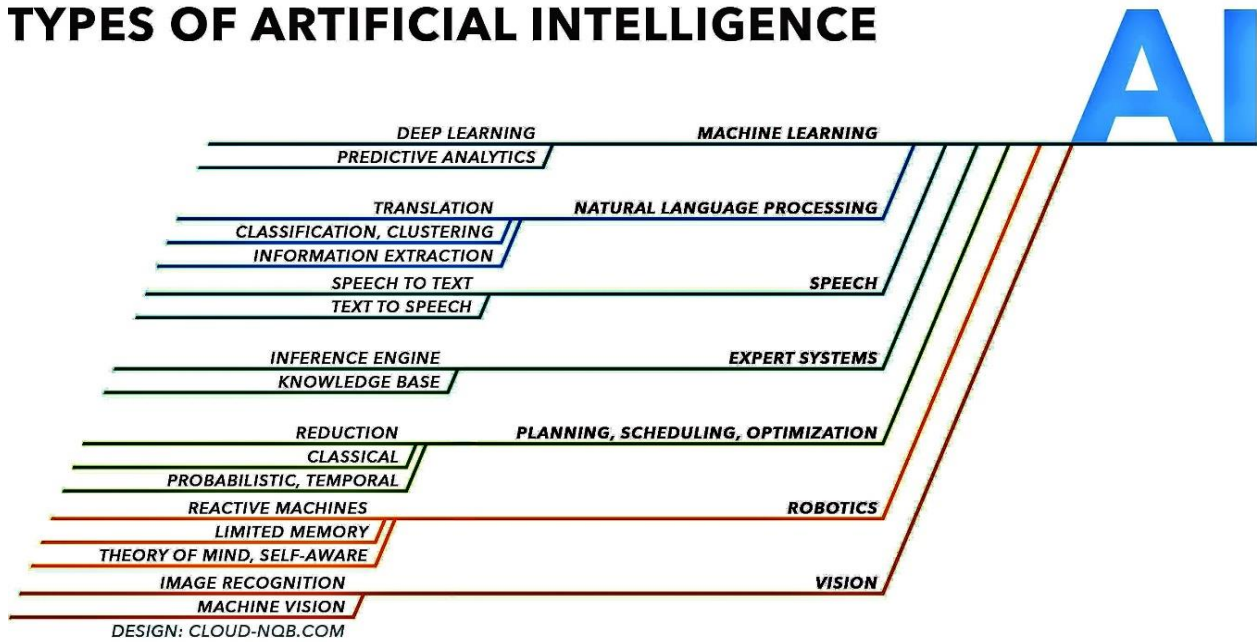 TYPES OF ARTIFICIAL INTELLIGENCE
AI
DEEP LEARNING
MACHINE LEARNING
PREDICTIVE ANALYTICS
TRANSLATION
NATURAL LANGUAGE PROCESSING
CLASSIFICATION, CLUSTERING
INFORMATION EXTRACTION
SPEECH TO TEXT
SPEECH
TEXT TO SPEECH
INFERENCE ENGINE
EXPERT SYSTEMS
KNOWLEDGE BASE
REDUCTION
PLANNING, SCHEDULING, OPTIMIZATION
CLASSICAL
PROBABILISTIC, TEMPORAL
REACTIVE MACHINES
ROBOTICS
LIMITED MEMORY
THEORY OF MIND, SELF-AWARE
IMAGE RECOGNITION
VISION
MACHINE VISION
DESIGN: CLOUD-NQB.COM